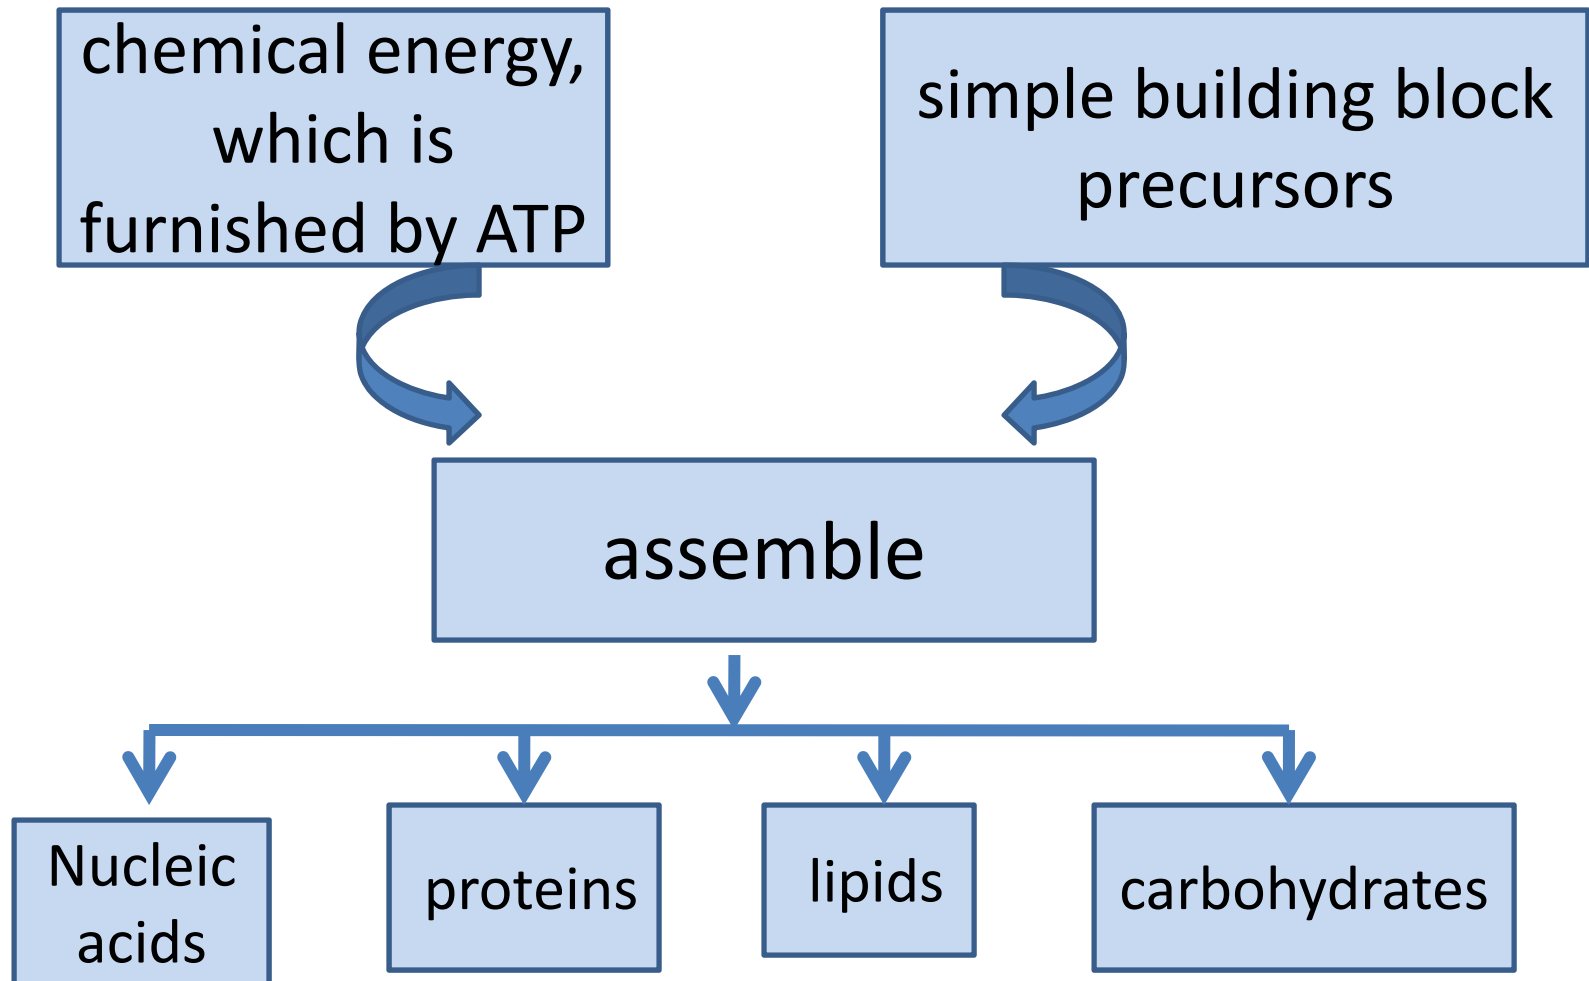 chemical energy,
which is
furnished by ATP
simple building block
precursors
assemble
Nucleic
acids
proteins
lipids
carbohydrates